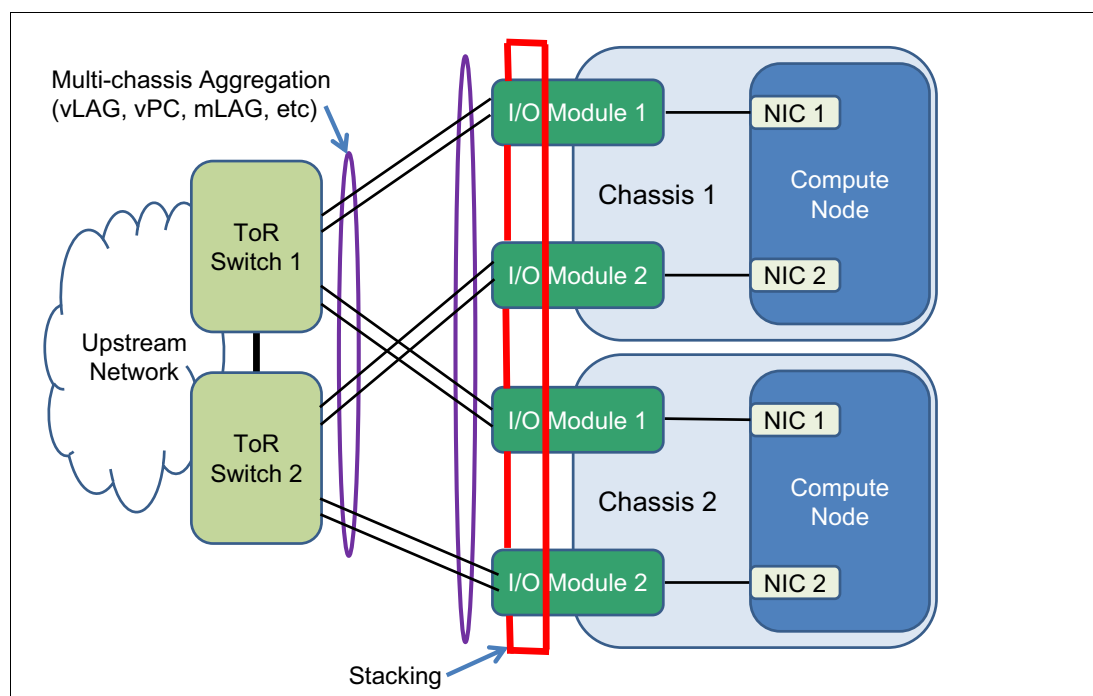 Multi-chassis Aggregation
(vLAG, vPC, mLAG, etc)
ToR
Switch 1
Upstream
Network
ToR
Switch 2
I/O Module 1
NIC 1
Chassis 1
Compute
Node
I/O Module 2
NIC 2
I/O Module 1
NIC 1
Chassis 2
Compute
Node
I/O Module 2
NIC 2
Stacking